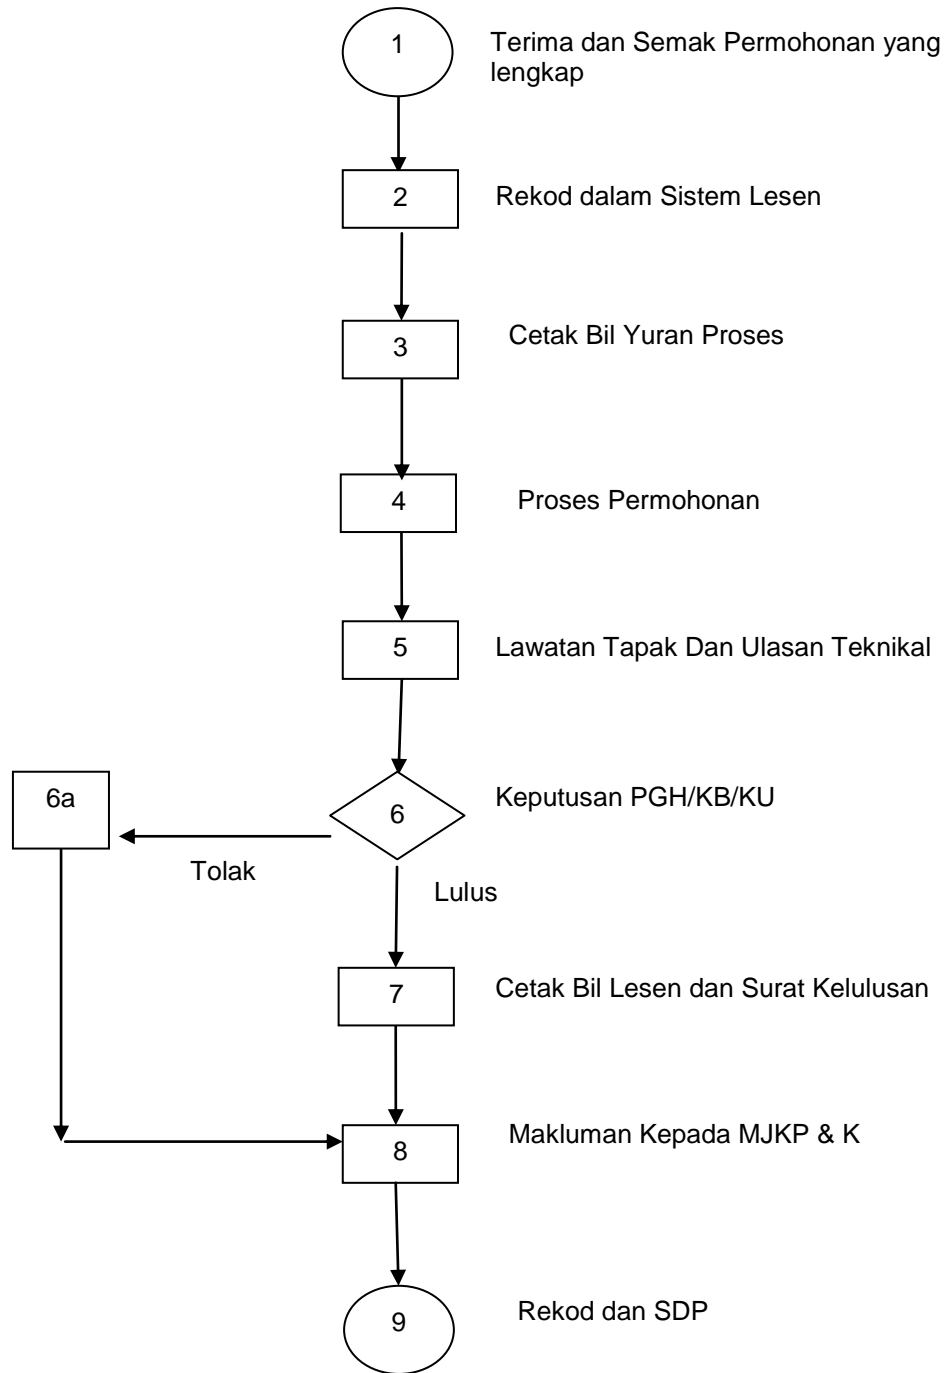 1
Terima dan Semak Permohonan yang
lengkap
2
Rekod dalam Sistem Lesen
3
Cetak Bil Yuran Proses
4
Proses Permohonan
5
Lawatan Tapak Dan Ulasan Teknikal
6a
6
Keputusan PGH/KB/KU
Tolak
Lulus
7
Cetak Bil Lesen dan Surat Kelulusan
8
Makluman Kepada MJKP & K
9
Rekod dan SDP